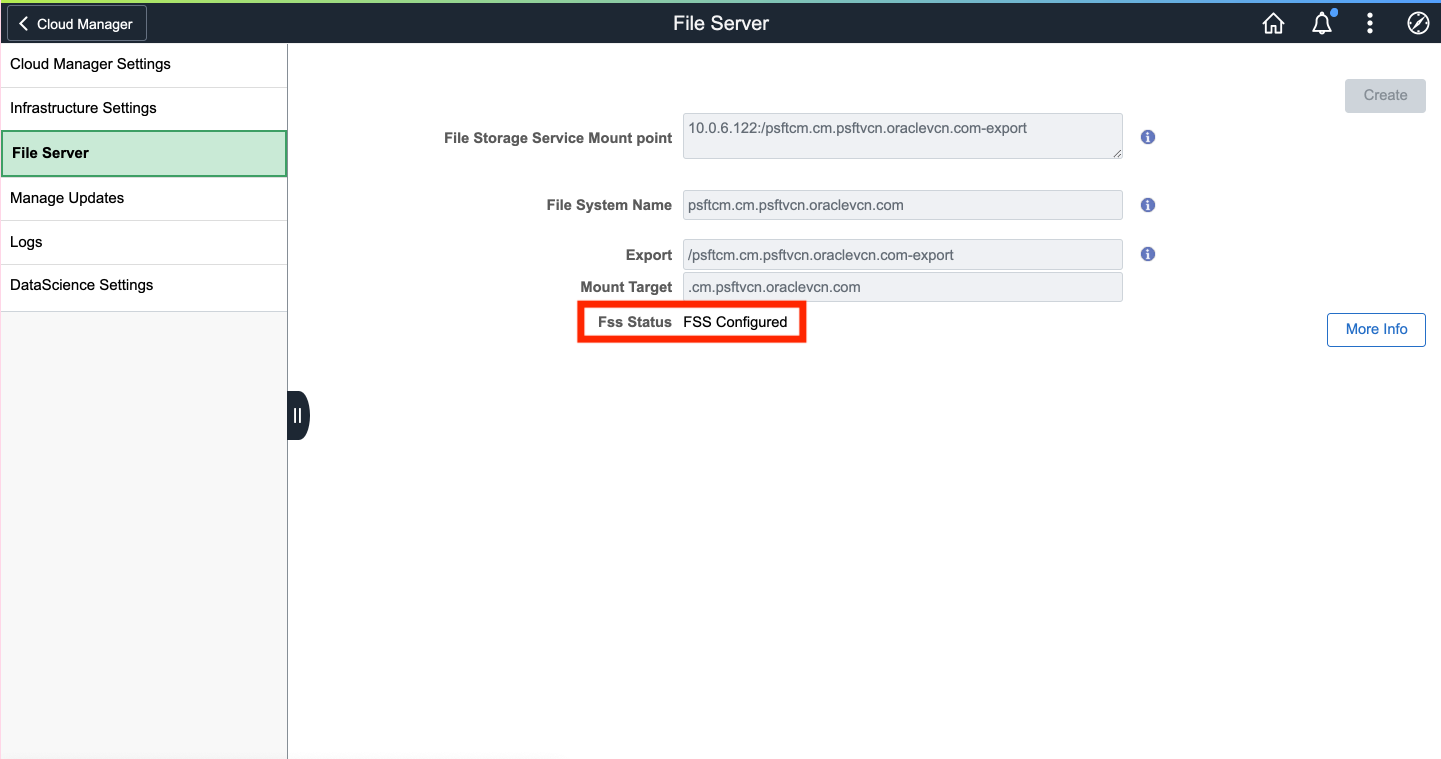 Cloud Manager
File Server
Cloud Manager Settings
Infrastructure Settings
File Server
Manage Updates
Logs
DataScience Settings
Create
File Storage Service Mount point 10.0.6.122:/psftcm.cm.psftvcn.oraclevcn.com-export
File System Name psftcm.cm.psftvcn.oraclevcn.com
Export /psftcm.cm.psftvcn.oraclevcn.com-export
Mount Target .cm.psftvcn.oraclevcn.com
Fss Status FSS Configured
More Info